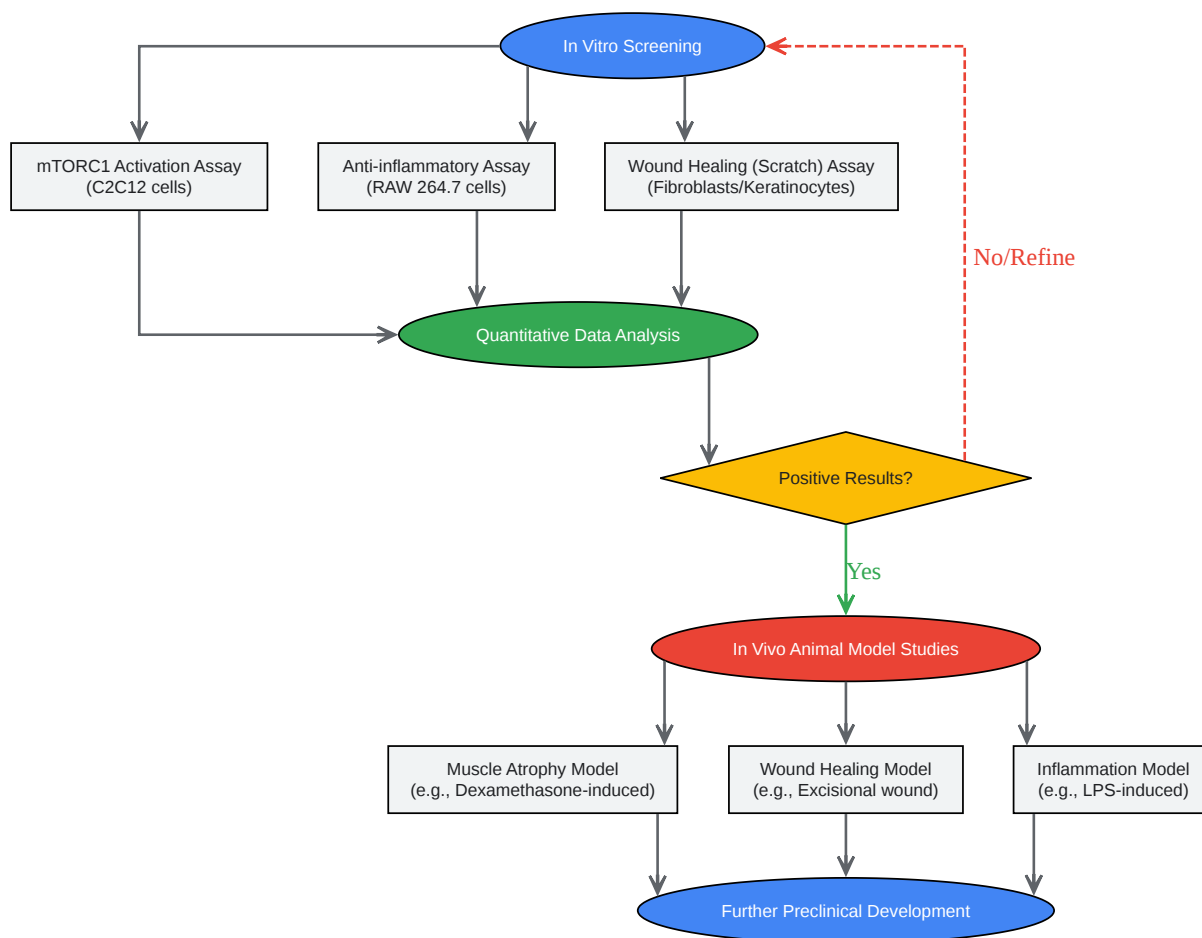 In Vitro Screening
mTORC1 Activation Assay
(C2C12 cells)
Anti-inflammatory Assay
(RAW 264.7 cells)
Wound Healing (Scratch) Assay
(Fibroblasts/Keratinocytes)
No/Refine
Quantitative Data Analysis
Positive Results?
Yes
In Vivo Animal Model Studies
Muscle Atrophy Model
(e.g., Dexamethasone-induced)
Wound Healing Model
(e.g., Excisional wound)
Inflammation Model
(e.g., LPS-induced)
Further Preclinical Development